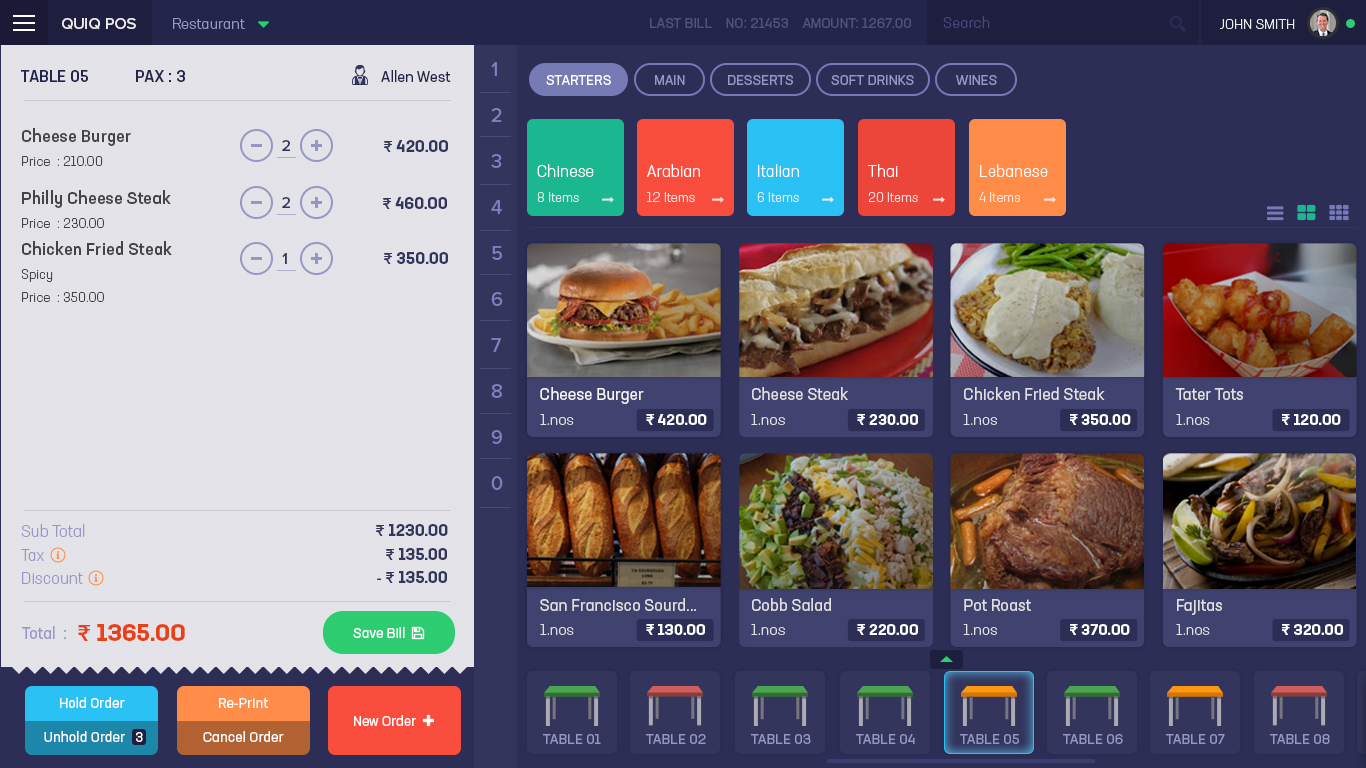 QUIQ POS
Restaurant
LAST BILL NO: 21453 AMOUNT: 1267.00
Search
JOHN SMITH
TABLE 05 PAX : 3 Allen West
Cheese Burger
Price : 210.00
2
₹ 420.00
Philly Cheese Steak
Price : 230.00
2
₹ 460.00
Chicken Fried Steak
Spicy
Price : 350.00
1
₹ 350.00
Sub Total ₹ 1230.00
Tax ₹ 135.00
Discount - ₹ 135.00
Total : ₹ 1365.00
Save Bill
Hold Order
Unhold Order 3
Re-Print
Cancel Order
New Order
1
2
3
4
5
6
7
8
9
0
STARTERS MAIN DESSERTS SOFT DRINKS WINES
Chinese
8 Items
Arabian
12 Items
Italian
6 Items
Thai
20 Items
Lebanese
4 Items
Cheese Burger
1.nos ₹ 420.00
Cheese Steak
1.nos ₹ 230.00
Chicken Fried Steak
1.nos ₹ 350.00
Tater Tots
1.nos ₹ 120.00
San Francisco Sourd...
1.nos ₹ 130.00
Cobb Salad
1.nos ₹ 220.00
Pot Roast
1.nos ₹ 370.00
Fajitas
1.nos ₹ 320.00
TABLE 01
TABLE 02
TABLE 03
TABLE 04
TABLE 05
TABLE 06
TABLE 07
TABLE 08